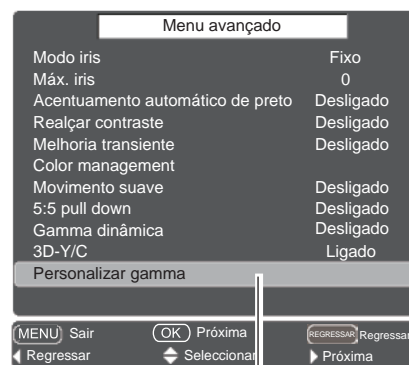 Menu avançado
Modo iris Fixo
Máx. iris 0
Acentuamento automático de preto Desligado
Realçar contraste Desligado
Melhoria transiente Desligado
Color management
Movimento suave Desligado
5:5 pull down Desligado
Gamma dinâmica Desligado
3D-Y/C Ligado
Personalizar gamma
MENU Sair OK Próxima REGRESSAR Regressar
Regressar Seleccionar Próxima